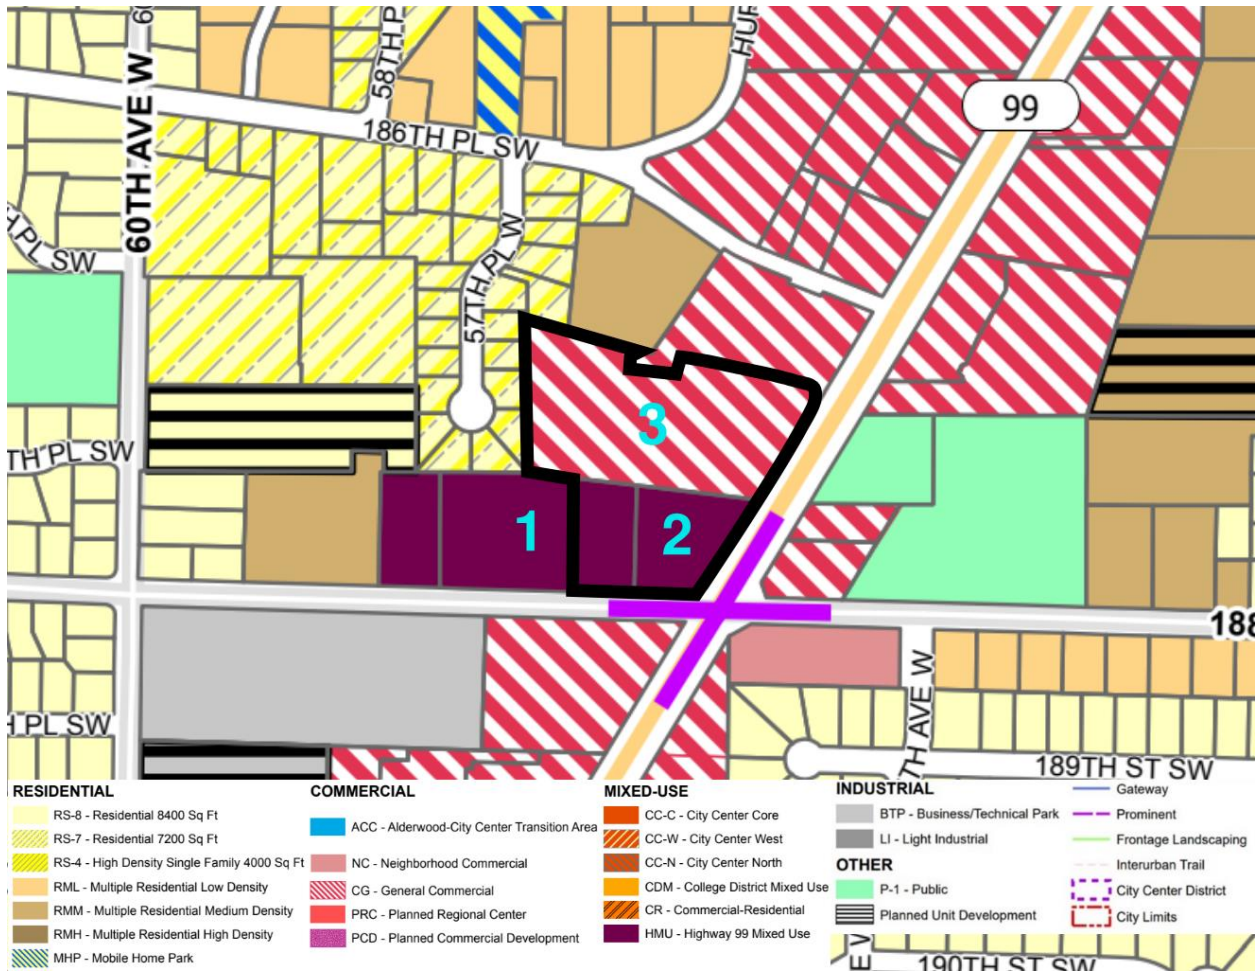 60
58TH P
HUR
60TH AVE W
186TH PL SW
99
H PL SW
57TH PL W
TH PL SW
3
1
2
188
H PL SW
7TH AVE W
189TH ST SW
RESIDENTIAL
RS-8 - Residential 8400 Sq Ft
RS-7 - Residential 7200 Sq Ft
RS-4 - High Density Single Family 4000 Sq Ft
RML - Multiple Residential Low Density
RMM - Multiple Residential Medium Density
RMH - Multiple Residential High Density
MHP - Mobile Home Park
COMMERCIAL
ACC - Alderwood-City Center Transition Area
NC - Neighborhood Commercial
CG - General Commercial
PRC - Planned Regional Center
PCD - Planned Commercial Development
MIXED-USE
CC-C - City Center Core
CC-W - City Center West
CC-N - City Center North
CDM - College District Mixed Use
CR - Commercial-Residential
HMU - Highway 99 Mixed Use
INDUSTRIAL
BTP - Business/Technical Park
LI - Light Industrial
OTHER
P-1 - Public
Planned Unit Development
Gateway
Prominent
Frontage Landscaping
Interurban Trail
City Center District
City Limits
E W
190TH ST SW